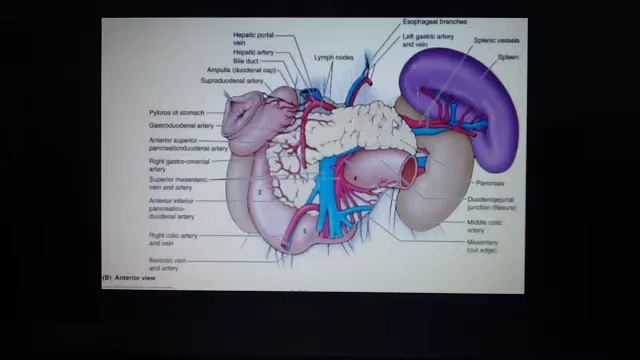 Esophageal branches
Hepatic portal
vein
Left gastric artery
and vein
Splenic vessels
Hepatic artery
Lymph nodes
Spleen
Bile duct
Ampulla (duodenal cap)
Supraduodenal artery
Pylorus of stomach
Gastroduodenal artery
Anterior superior
pancreaticoduodenal artery
Right gastro-omental
artery
Superior mesenteric
vein and artery
Pancreas
Anterior inferior
pancreatico-
duodenal artery
Duodenojejunal
junction (flexure)
2
Middle colic
artery
Right colic artery
and vein
3
Mesentery
(cut edge)
Ileocolic vein
and artery
(B) Anterior view